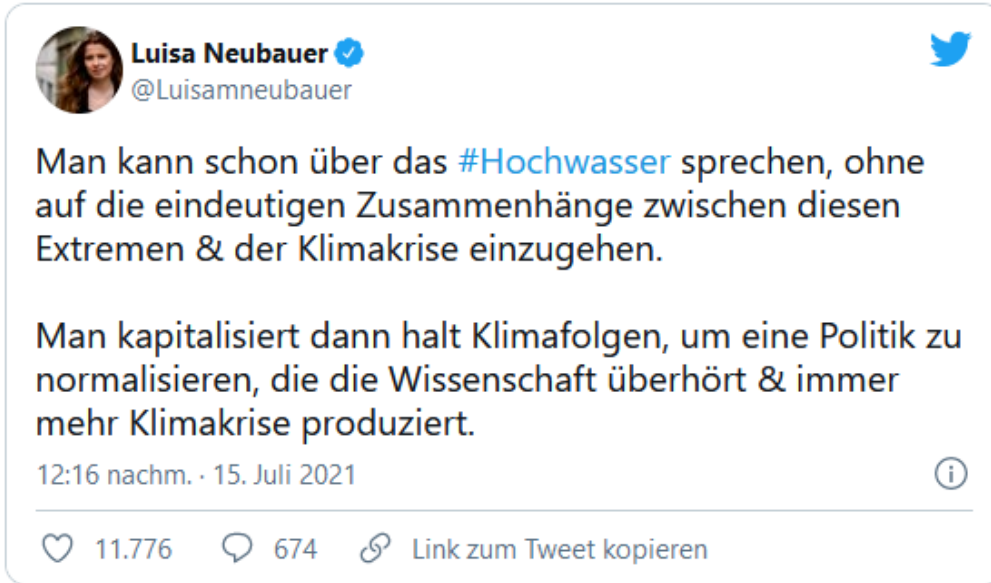 Luisa Neubauer
@Luisamneubauer
Man kann schon über das #Hochwasser sprechen, ohne
auf die eindeutigen Zusammenhänge zwischen diesen
Extremen & der Klimakrise einzugehen.
Man kapitalisiert dann halt Klimafolgen, um eine Politik zu
normalisieren, die die Wissenschaft überhört & immer
mehr Klimakrise produziert.
12:16 nachm. · 15. Juli 2021
11.776 674 Link zum Tweet kopieren